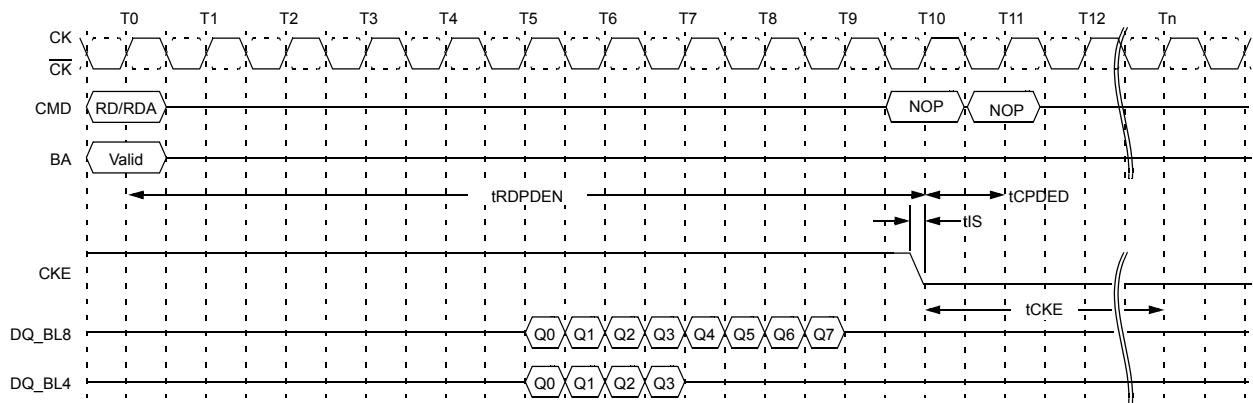 T0 T1 T2 T3 T4 T5 T6 T7 T8 T9 T10 T11 T12 Tn
CK
CK
CMD RD/RDA NOP NOP
BA Valid
tRDPDEN tCPDED
tIS
CKE
tCKE
DQ_BL8 Q0 Q1 Q2 Q3 Q4 Q5 Q6 Q7
DQ_BL4 Q0 Q1 Q2 Q3